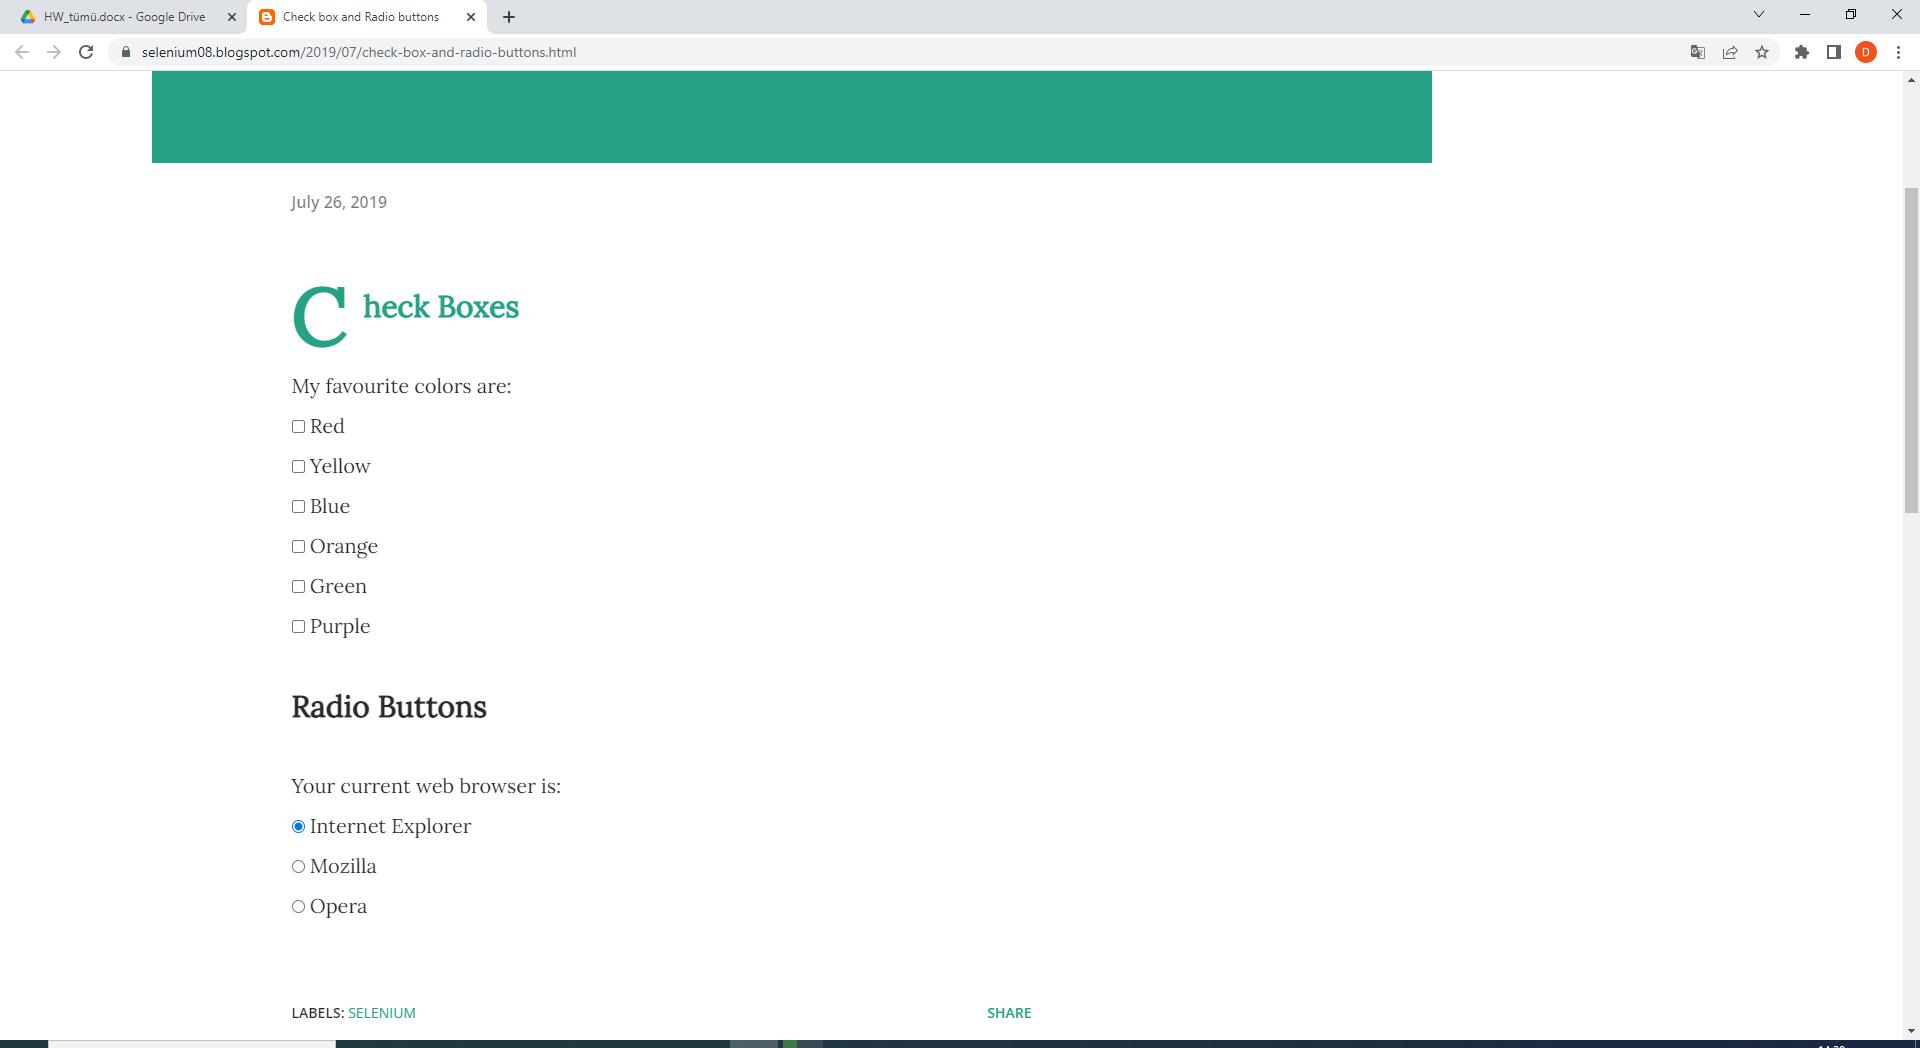 HW_tümü.docx - Google Drive
Check box and Radio buttons
selenium08.blogspot.com/2019/07/check-box-and-radio-buttons.html
D
July 26, 2019
Check Boxes
My favourite colors are:
Red
Yellow
Blue
Orange
Green
Purple
Radio Buttons
Your current web browser is:
Internet Explorer
Mozilla
Opera
LABELS: SELENIUM
SHARE